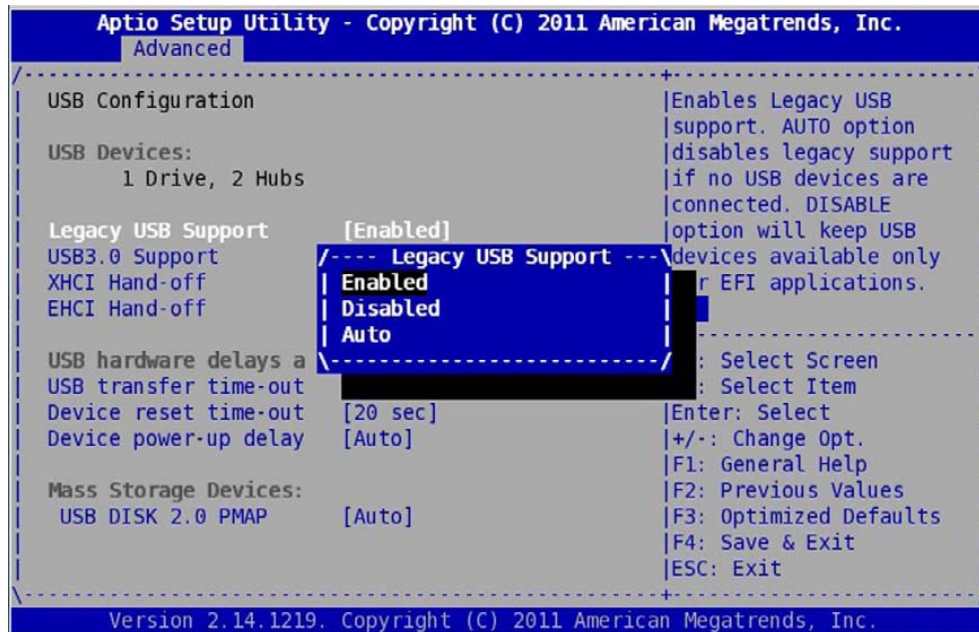 Aptio Setup Utility - Copyright (C) 2011 American Megatrends, Inc.
Advanced
USB Configuration
USB Devices:
1 Drive, 2 Hubs
Legacy USB Support [Enabled]
USB3.0 Support
XHCI Hand-off
EHCI Hand-off
USB hardware delays a
USB transfer time-out
Device reset time-out [20 sec]
Device power-up delay [Auto]
Mass Storage Devices:
USB DISK 2.0 PMAP [Auto]
Legacy USB Support
Enabled
Disabled
Auto
Enables Legacy USB
support. AUTO option
disables legacy support
if no USB devices are
connected. DISABLE
option will keep USB
devices available only
r EFI applications.
: Select Screen
: Select Item
Enter: Select
+/-: Change Opt.
F1: General Help
F2: Previous Values
F3: Optimized Defaults
F4: Save & Exit
ESC: Exit
Version 2.14.1219. Copyright (C) 2011 American Megatrends, Inc.